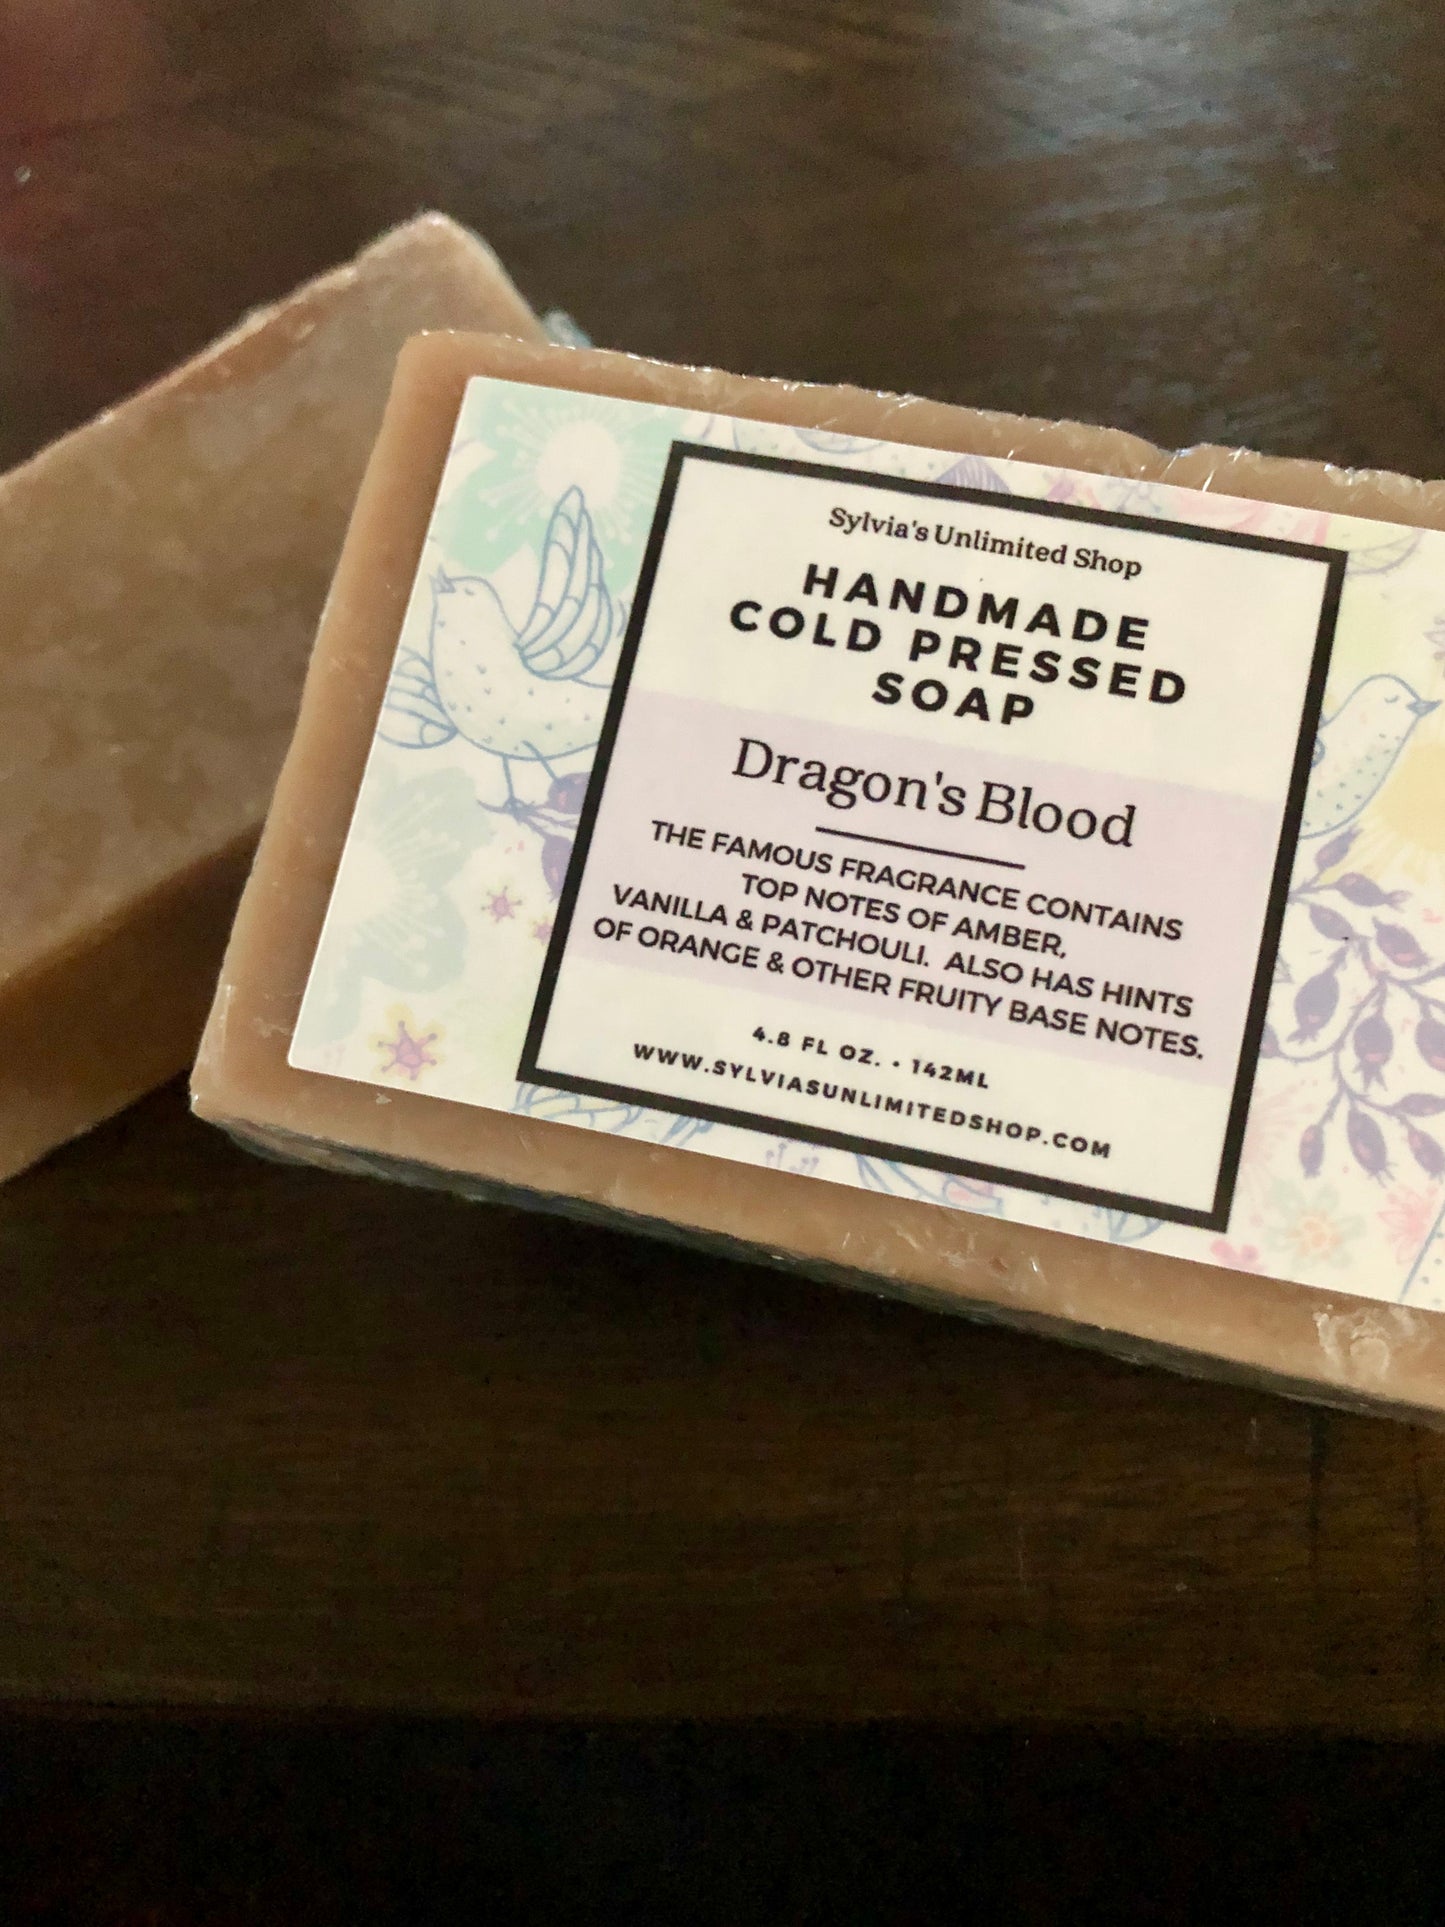 Sylvia's Unlimited Shop
HANDMADE
COLD PRESSED
SOAP
Dragon's Blood
THE FAMOUS FRAGRANCE CONTAINS
TOP NOTES OF AMBER,
VANILLA & PATCHOULI. ALSO HAS HINTS
OF ORANGE & OTHER FRUITY BASE NOTES.
4.8 FL OZ. • 142ML
WWW.SYLVIASUNLIMITEDSHOP.COM